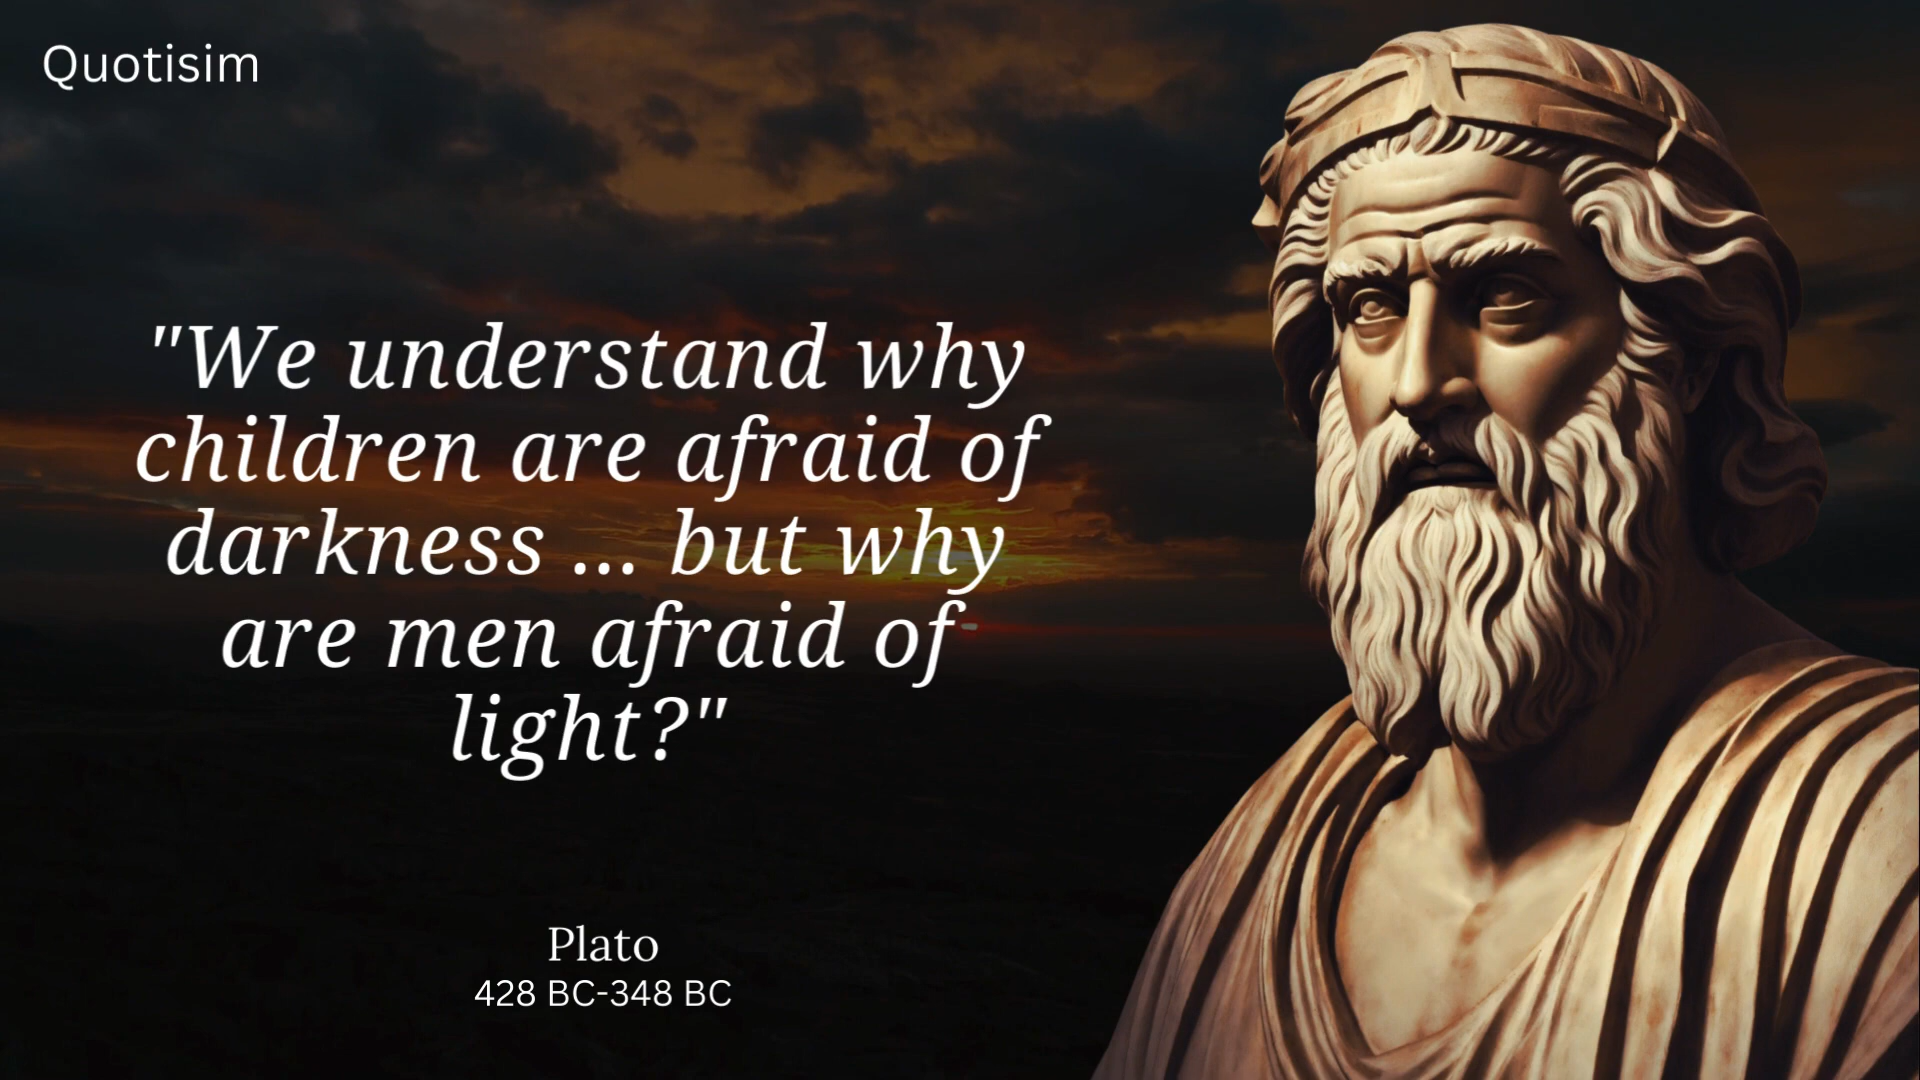 Quotisim
"We understand why
children are afraid of
darkness ... but why
are men afraid of
light?"
Plato
428 BC-348 BC